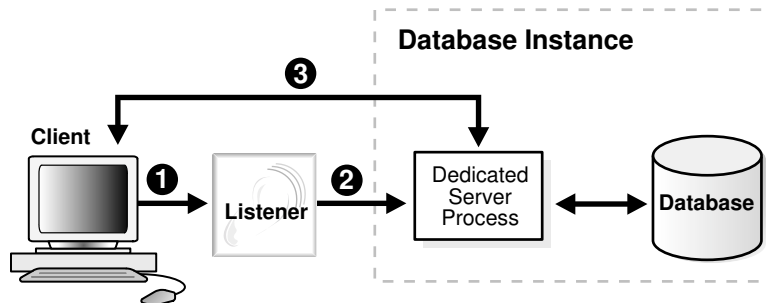 Database Instance
3
Client
1
Listener
2
Dedicated
Server
Process
Database